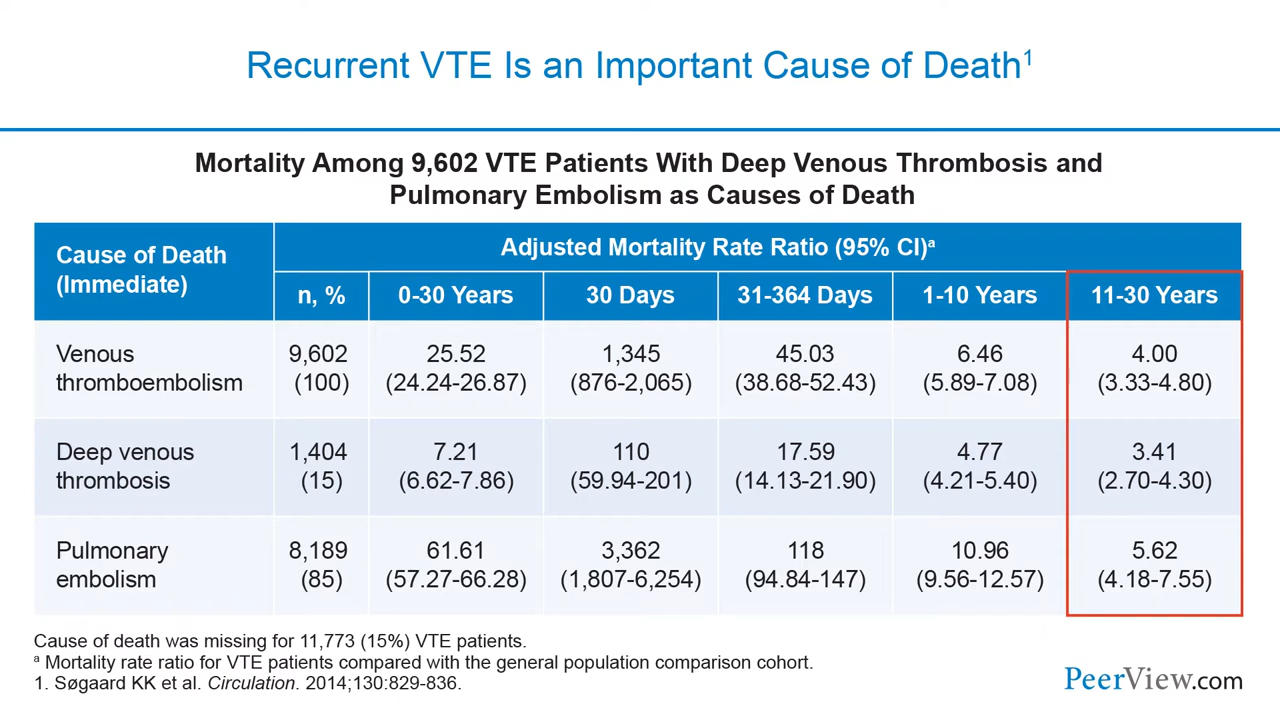 Recurrent VTE Is an Important Cause of Death¹
Mortality Among 9,602 VTE Patients With Deep Venous Thrombosis and
Pulmonary Embolism as Causes of Death
Cause of Death
(Immediate)
Adjusted Mortality Rate Ratio (95% CI)ᵃ
n, % 0-30 Years 30 Days 31-364 Days 1-10 Years 11-30 Years
Venous 9,602 25.52 1,345 45.03 6.46 4.00
thromboembolism (100) (24.24-26.87) (876-2,065) (38.68-52.43) (5.89-7.08) (3.33-4.80)
Deep venous 1,404 7.21 110 17.59 4.77 3.41
thrombosis (15) (6.62-7.86) (59.94-201) (14.13-21.90) (4.21-5.40) (2.70-4.30)
Pulmonary 8,189 61.61 3,362 118 10.96 5.62
embolism (85) (57.27-66.28) (1,807-6,254) (94.84-147) (9.56-12.57) (4.18-7.55)
Cause of death was missing for 11,773 (15%) VTE patients.
ᵃ Mortality rate ratio for VTE patients compared with the general population comparison cohort.
1. Søgaard KK et al. Circulation. 2014;130:829-836.
PeerView.com